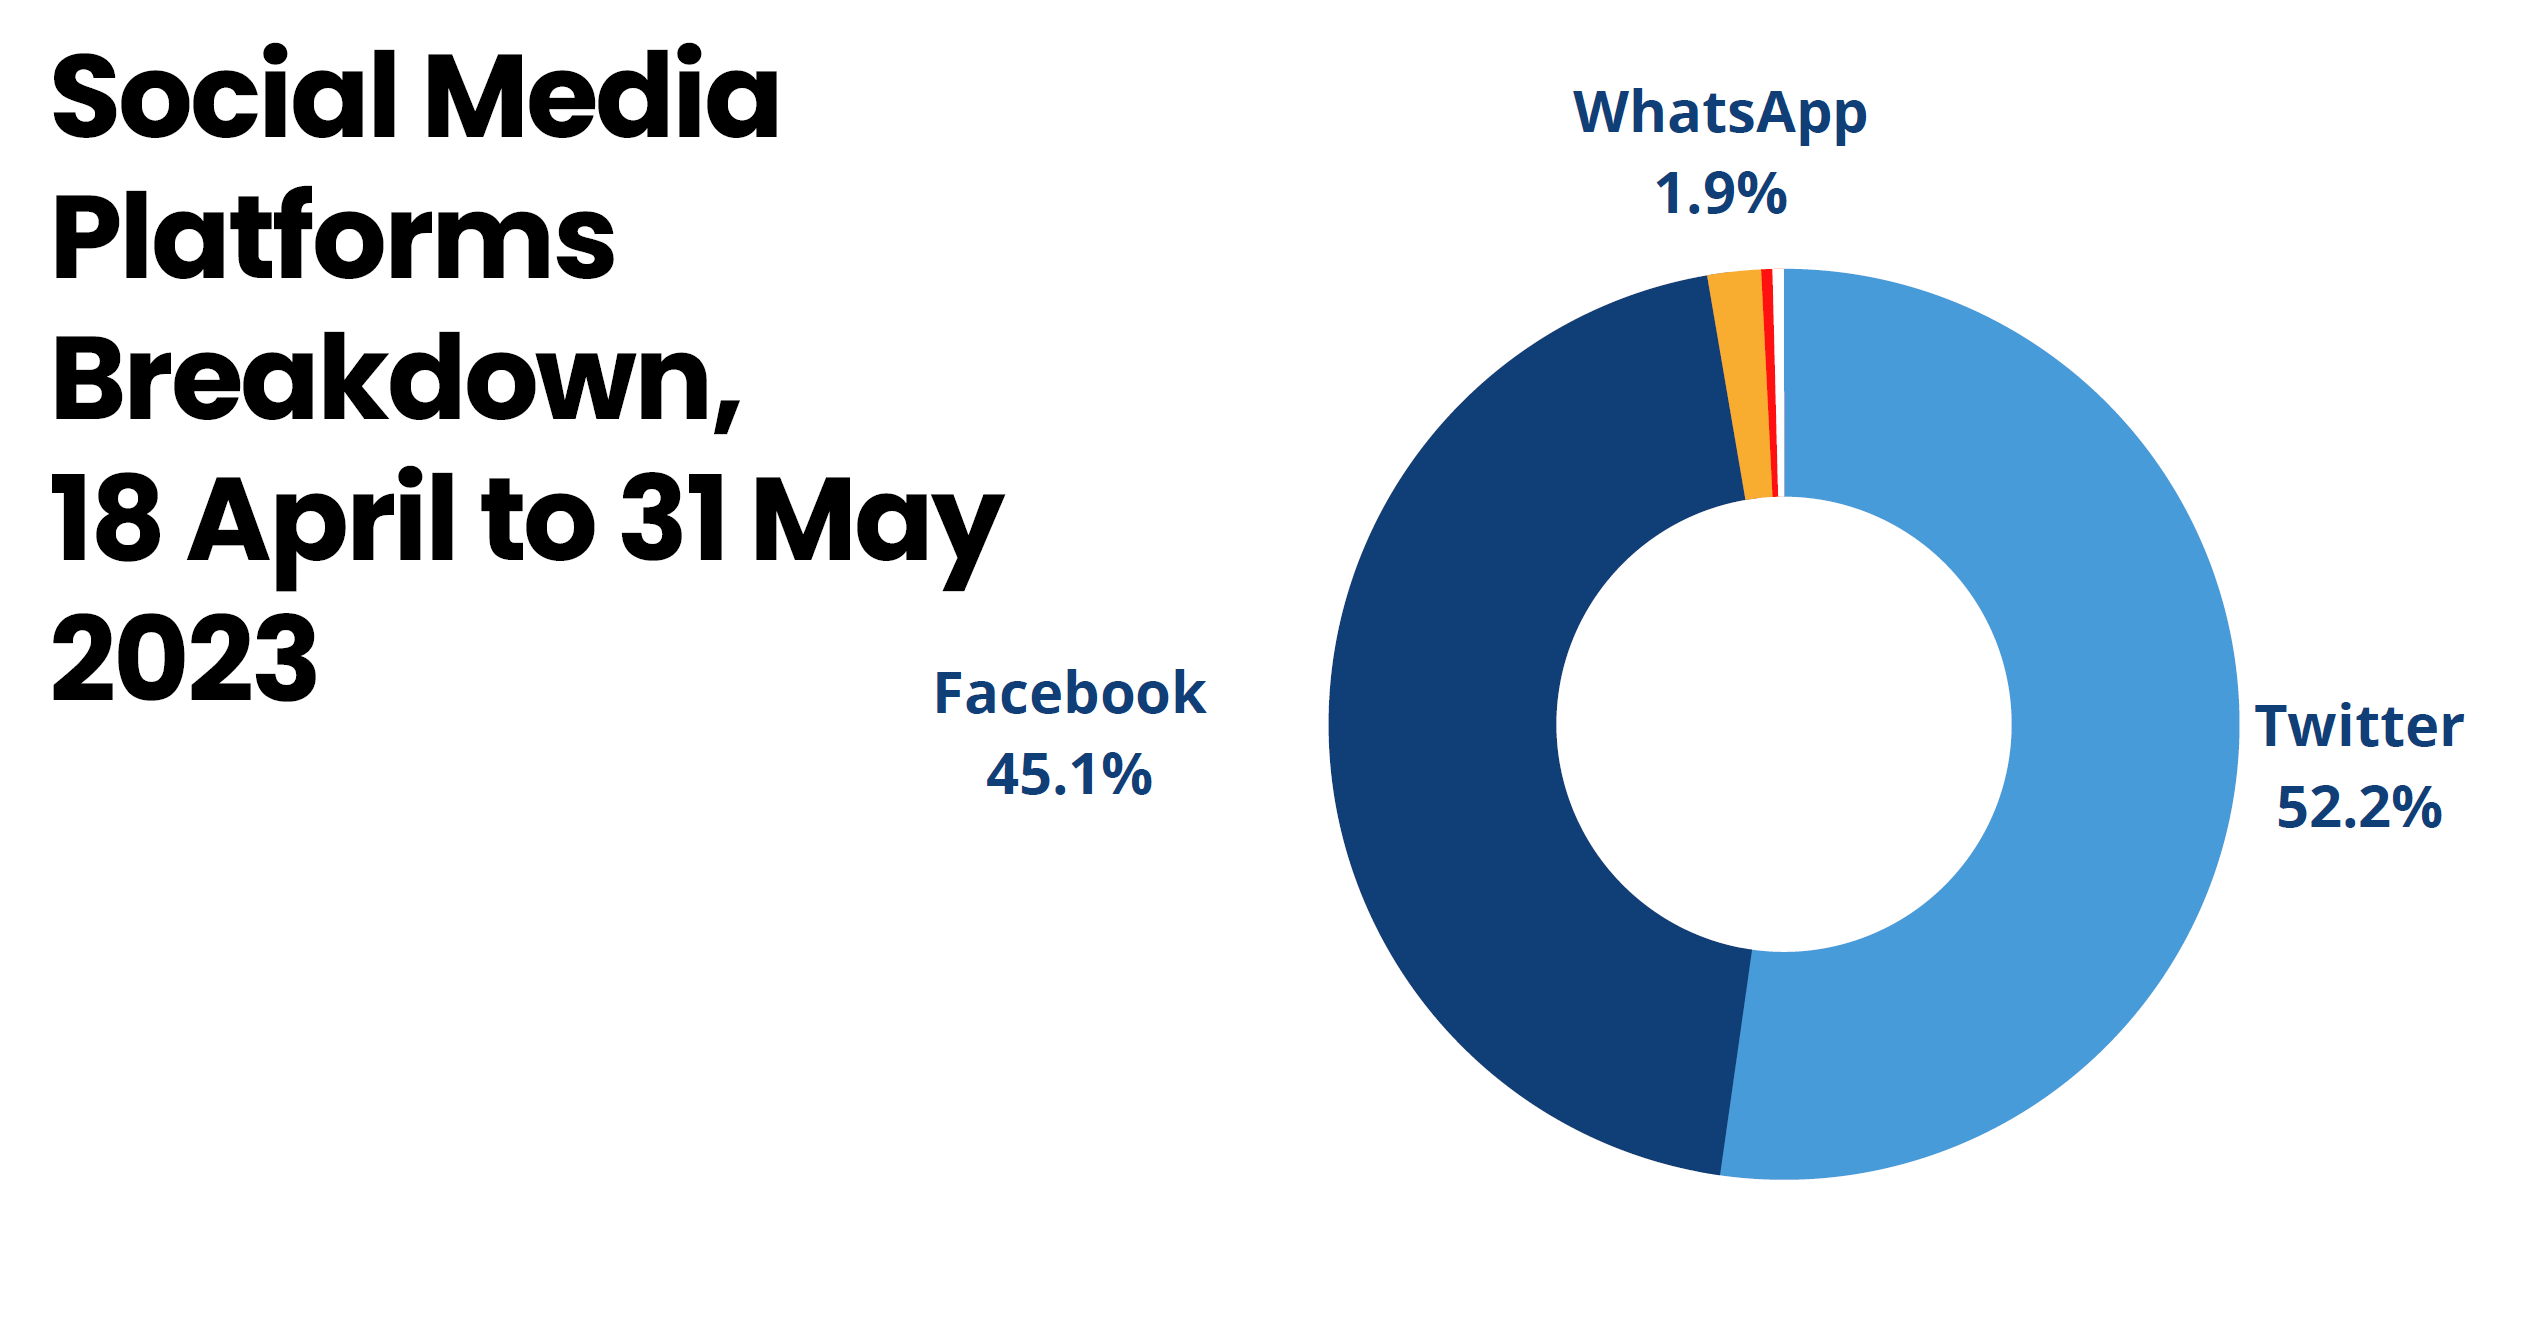 Social Media
Platforms
Breakdown,
18 April to 31 May
2023
WhatsApp
1.9%
Facebook
45.1%
Twitter
52.2%